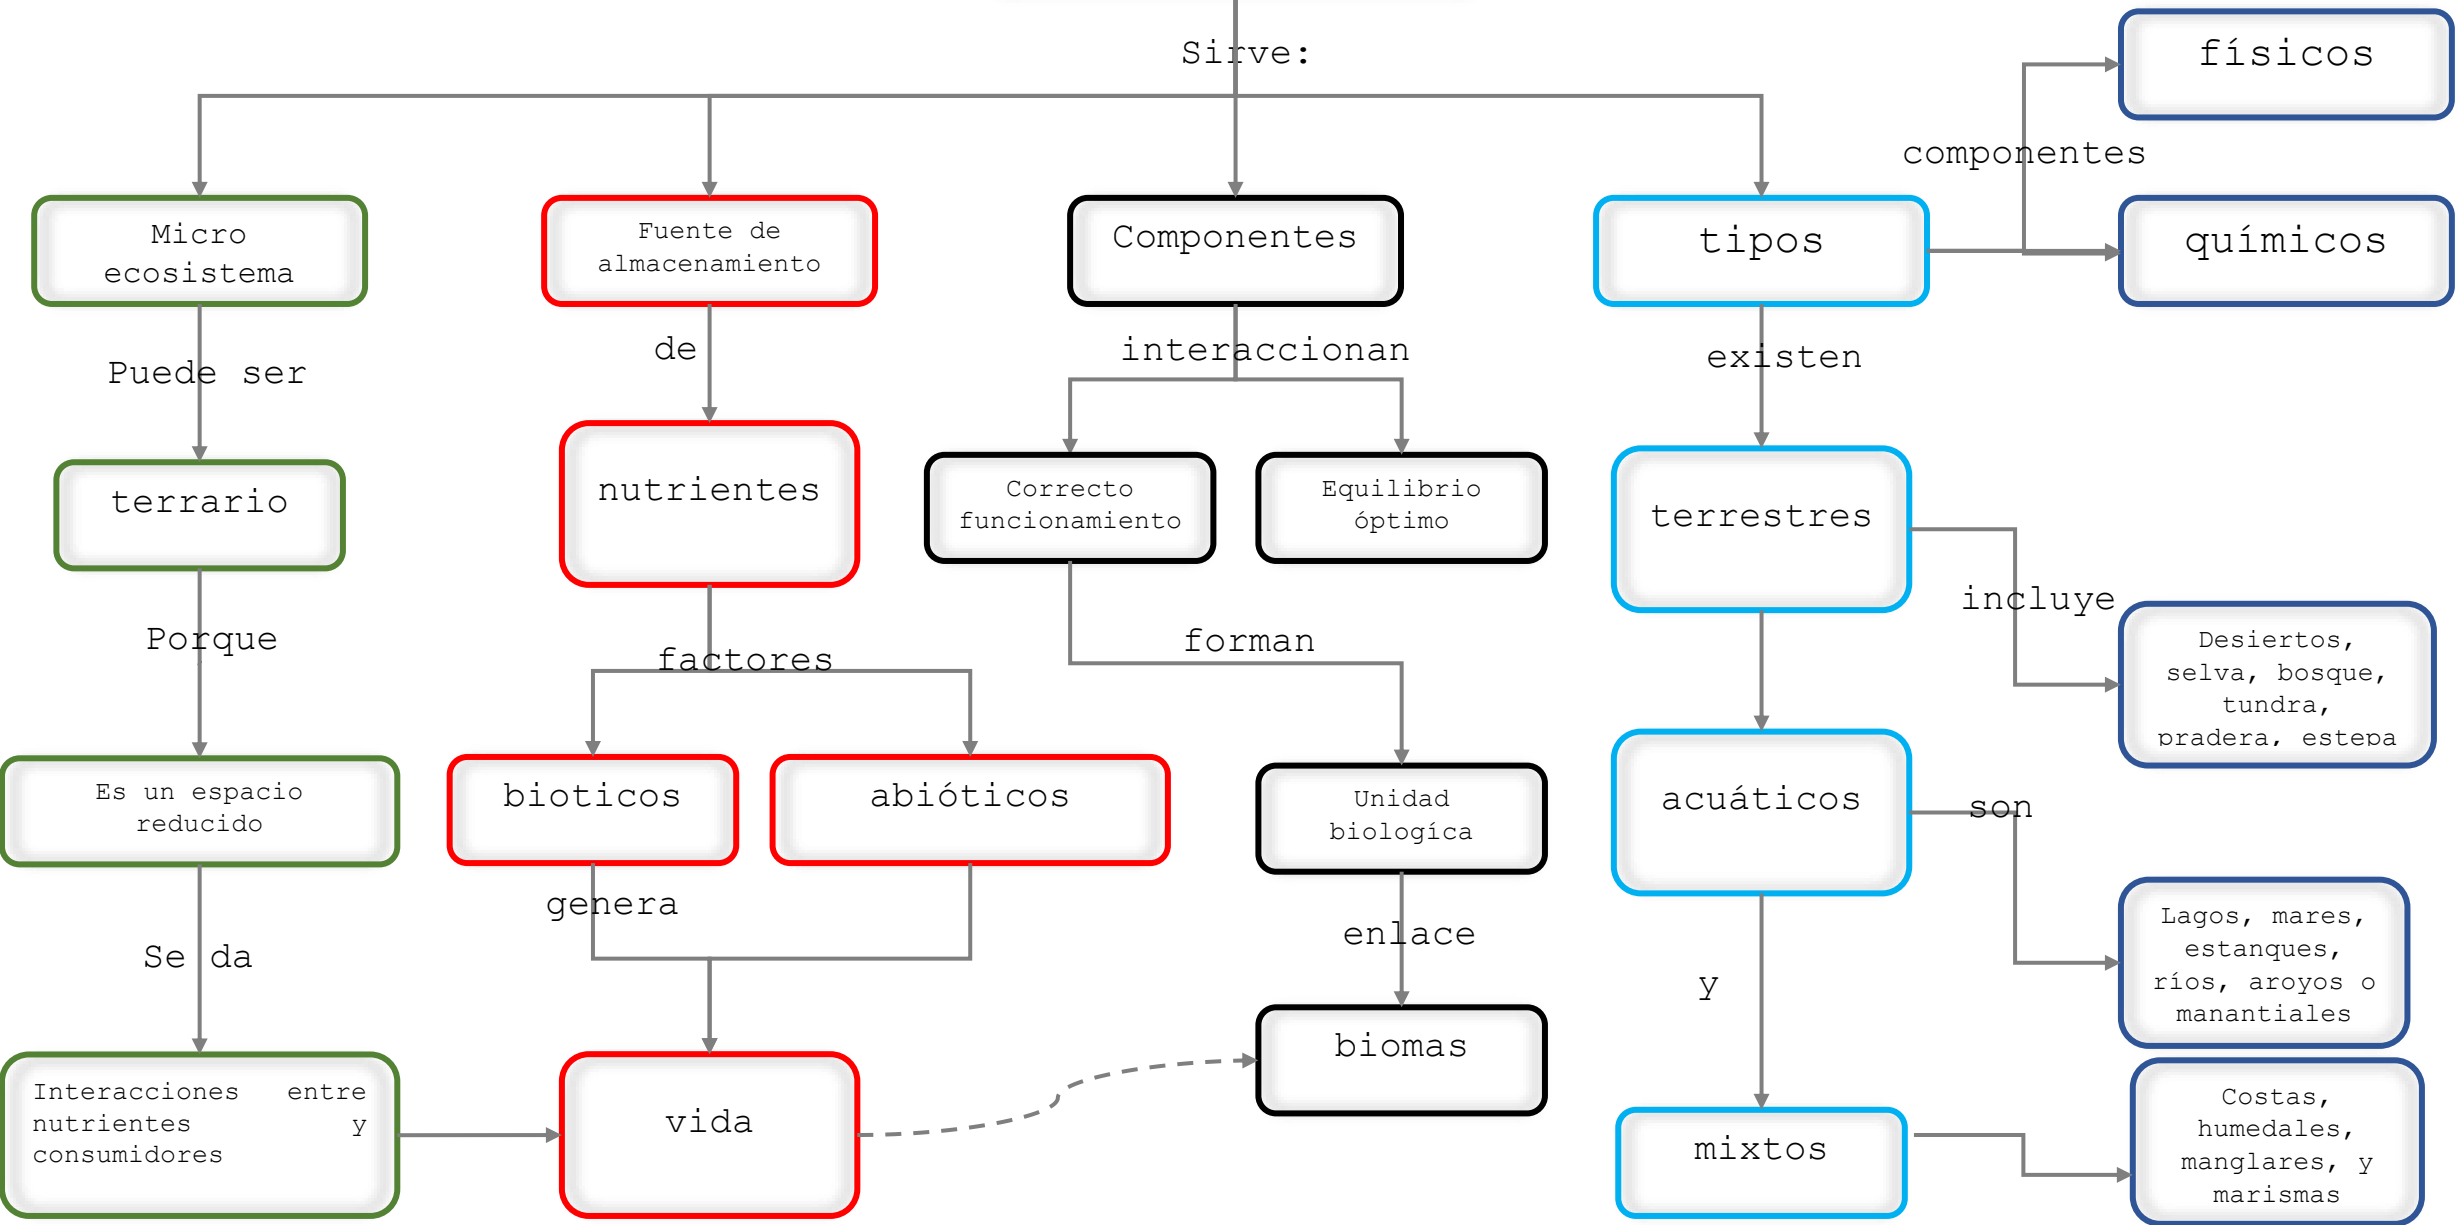 Sirve:
físicos
componentes
Micro
ecosistema
Fuente de
almacenamiento
Componentes
tipos
químicos
Puede ser
de
interaccionan
existen
terrario
nutrientes
Correcto
funcionamiento
Equilibrio
óptimo
terrestres
Porque
factores
forman
incluye
Desiertos,
selva, bosque,
tundra,
pradera, estepa
Es un espacio
reducido
bioticos
abióticos
Unidad
biologíca
acuáticos
son
genera
Se da
enlace
y
Lagos, mares,
estanques,
ríos, aroyos o
manantiales
Interacciones entre
nutrientes y
consumidores
vida
biomas
mixtos
Costas,
humedales,
manglares, y
marismas